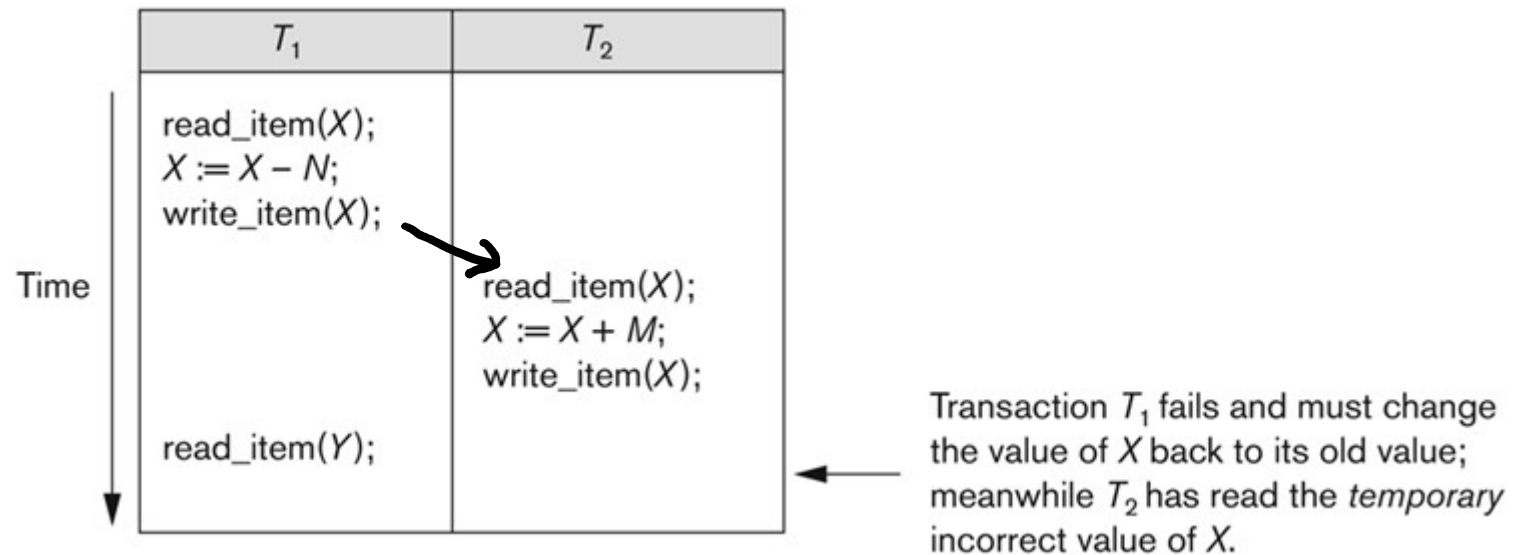 T₁ T₂
read_item(X);
X := X – N;
write_item(X);
Time
read_item(X);
X := X + M;
write_item(X);
read_item(Y);
Transaction T₁ fails and must change
the value of X back to its old value;
meanwhile T₂ has read the temporary
incorrect value of X.